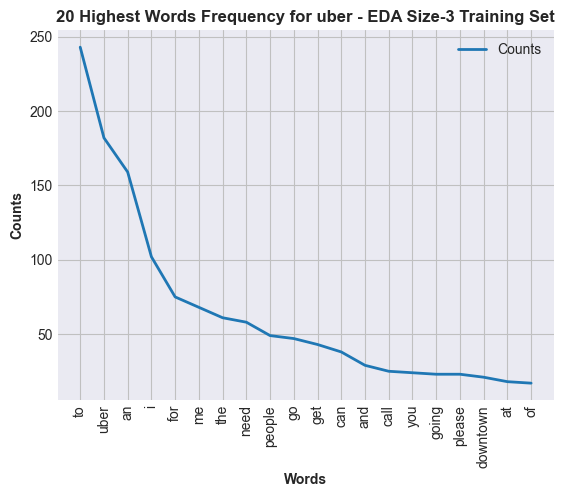 20 Highest Words Frequency for uber - EDA Size-3 Training Set
Counts
250
200
150
100
50
Counts
to
uber
an
i
for
me
the
need
people
go
get
can
and
call
you
going
please
downtown
at
of
Words